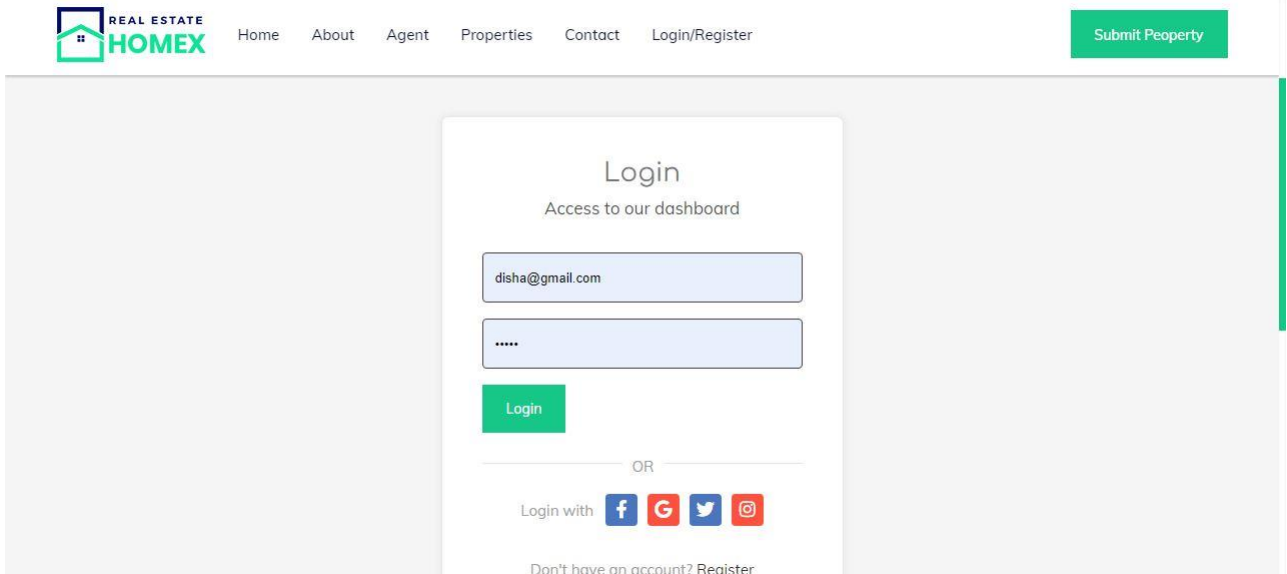 REAL ESTATE
HOMEX
Home About Agent Properties Contact Login/Register
Submit Peoperty
Login
Access to our dashboard
disha@gmail.com
•••••
Login
OR
Login with
Don't have an account? Register